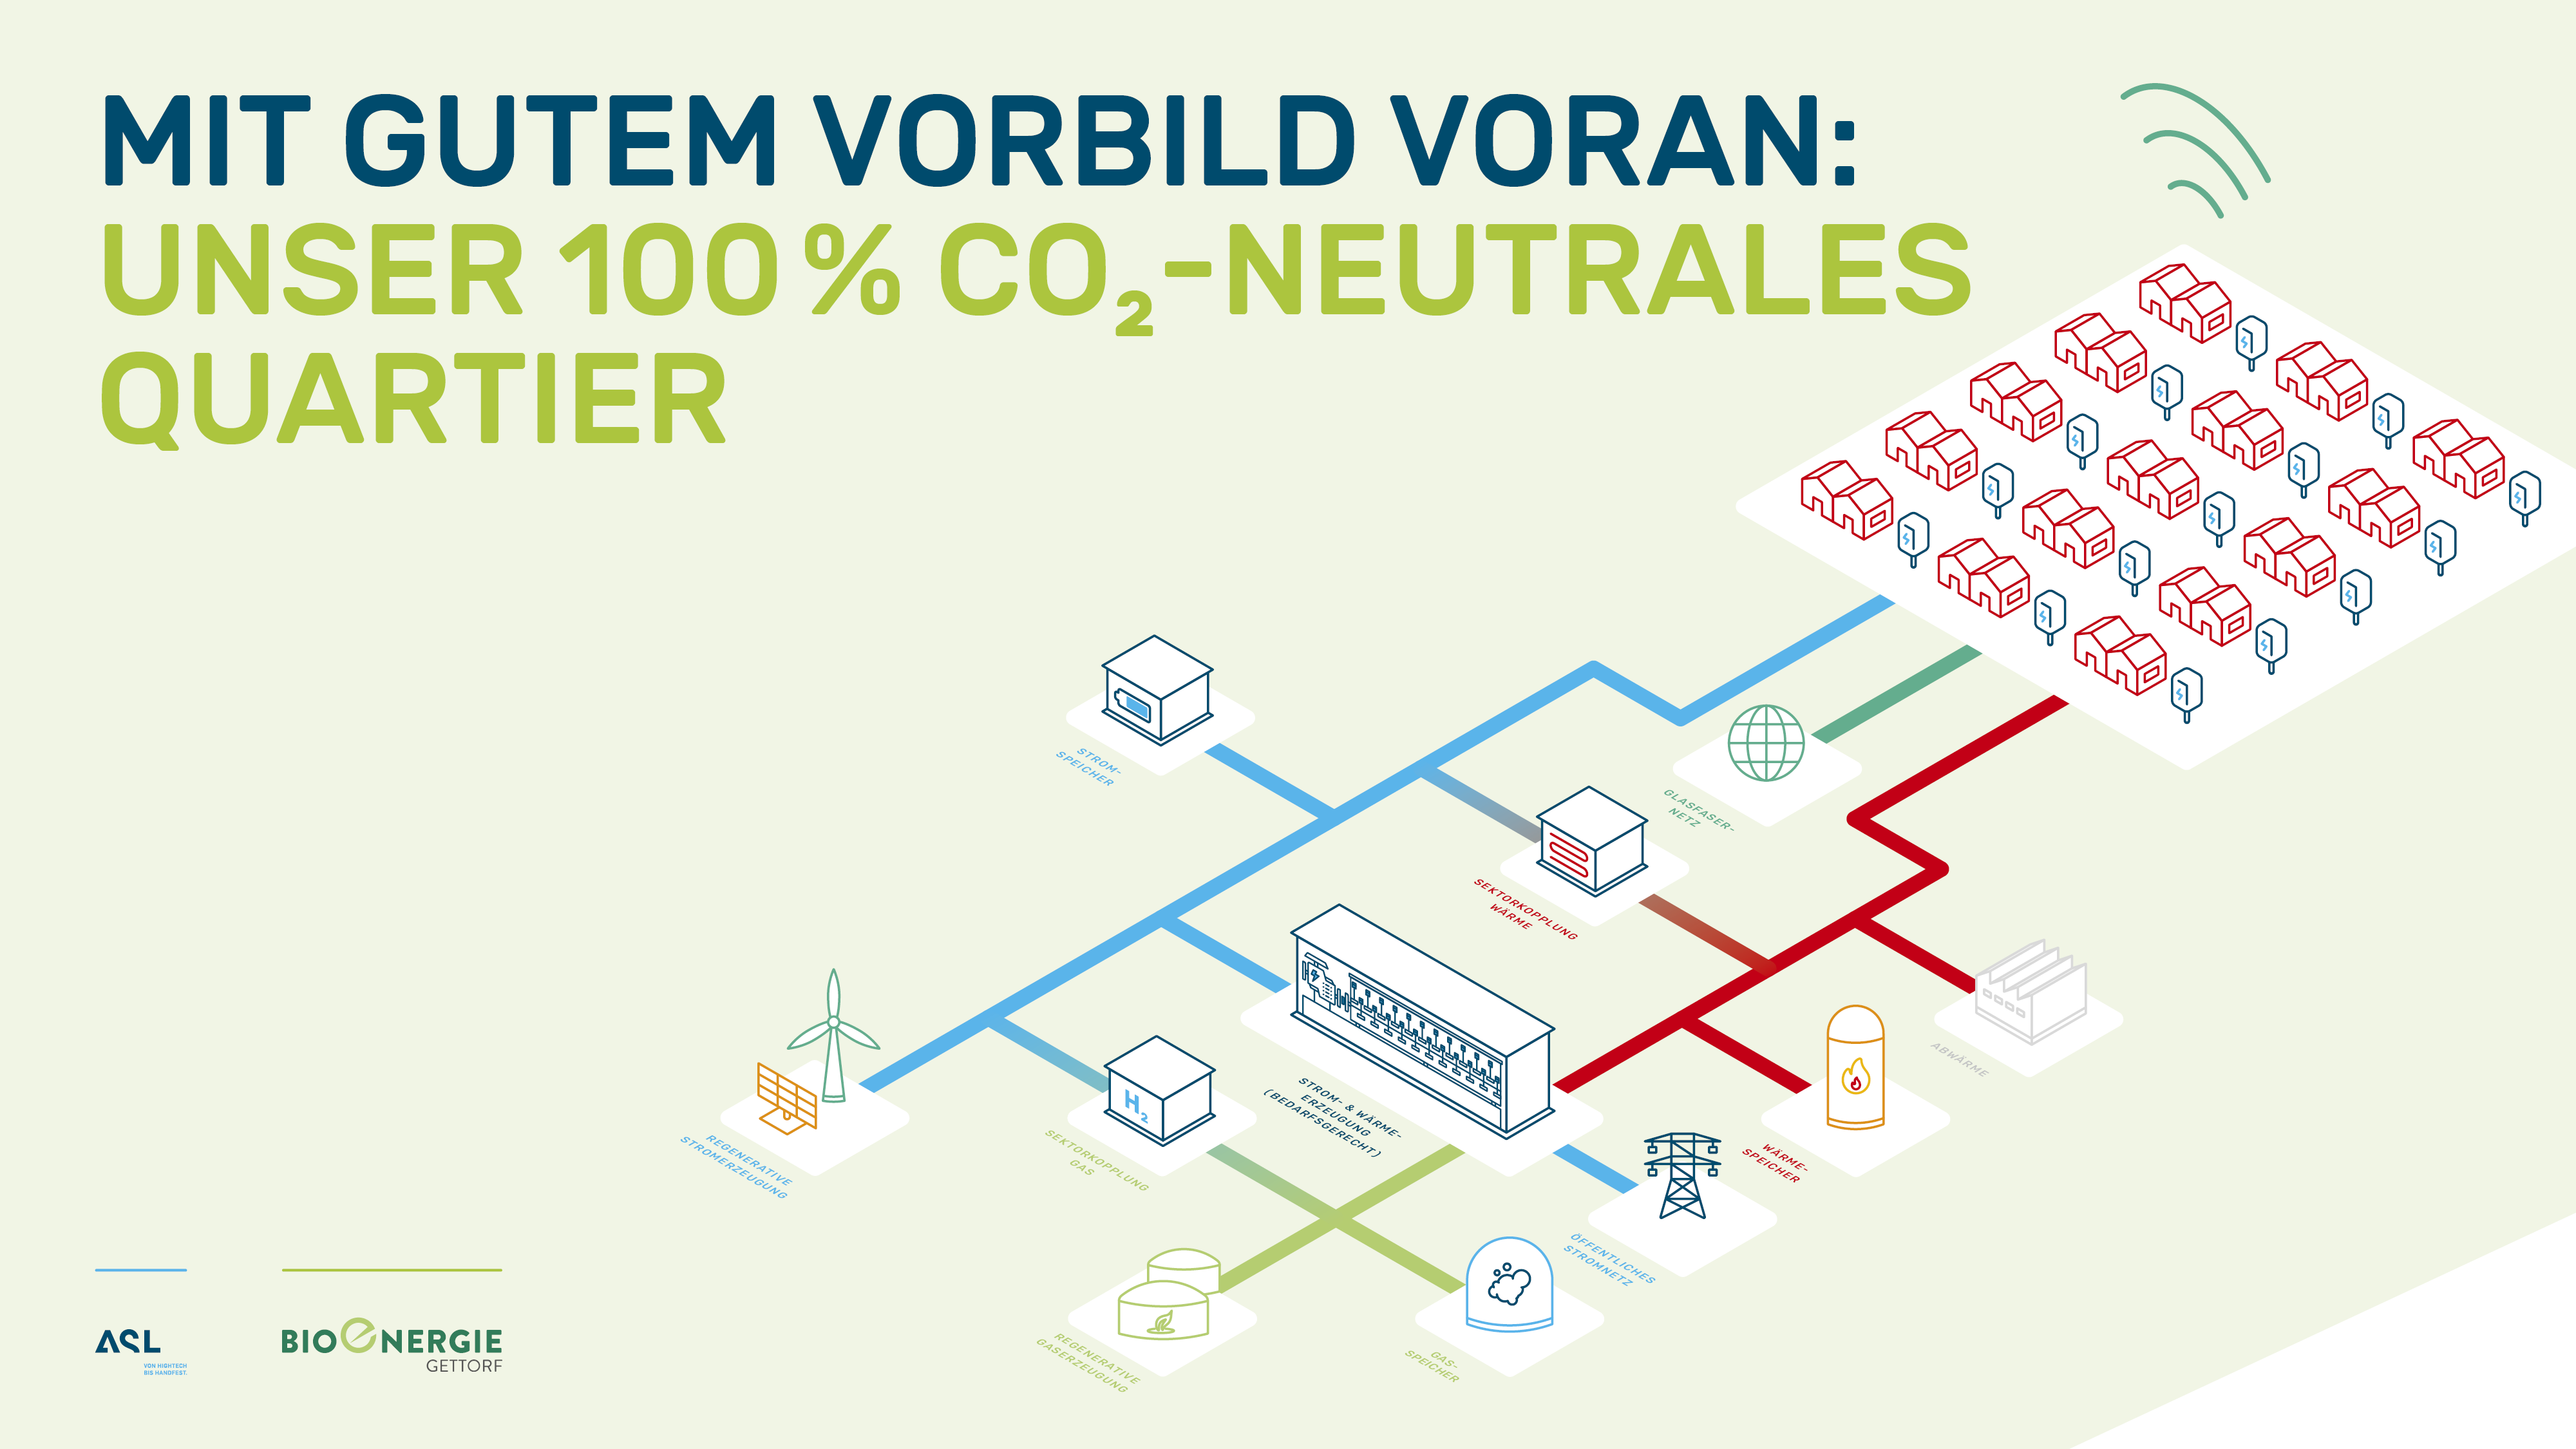 MIT GUTEM VORBILD VORAN:
UNSER 100 % CO₂-NEUTRALES
QUARTIER
STROM-
SPEICHER
GLASFASER-
NETZ
SEKTORKOPPLUNG
WÄRME
STROM- & WÄRME-
ERZEUGUNG
(BEDARFSGERECHT)
ABWÄRME
WÄRME-
SPEICHER
H₂
SEKTORKOPPLUNG
GAS
REGENERATIVE
STROMERZEUGUNG
ÖFFENTLICHES
STROMNETZ
REGENERATIVE
GASERZEUGUNG
GAS-
SPEICHER
ASL
VON HIGHTECH
BIS HANDFEST.
BIOENERGIE
GETTORF